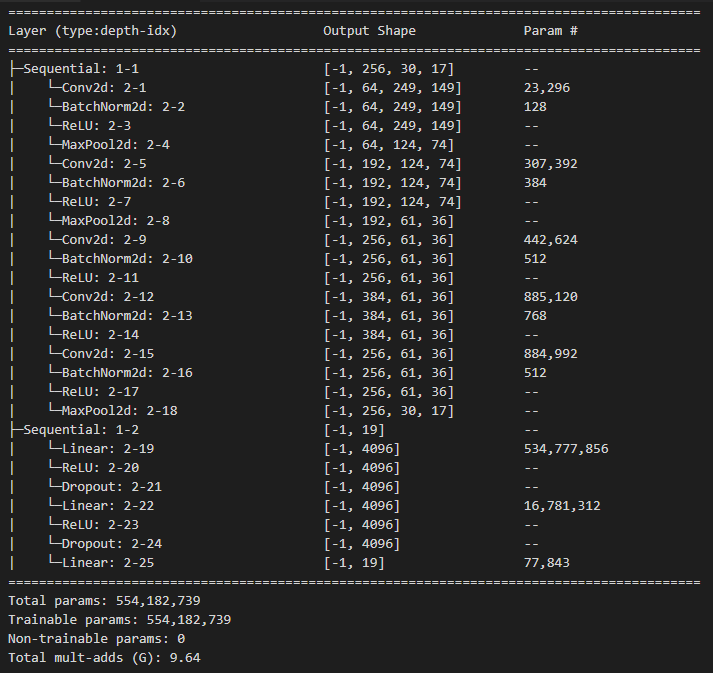 ==========================================================================================
Layer (type:depth-idx)                   Output Shape              Param #
==========================================================================================
├─Sequential: 1-1                        [-1, 256, 30, 17]         --
|    └─Conv2d: 2-1                       [-1, 64, 249, 149]        23,296
|    └─BatchNorm2d: 2-2                  [-1, 64, 249, 149]        128
|    └─ReLU: 2-3                         [-1, 64, 249, 149]        --
|    └─MaxPool2d: 2-4                    [-1, 64, 124, 74]         --
|    └─Conv2d: 2-5                       [-1, 192, 124, 74]        307,392
|    └─BatchNorm2d: 2-6                  [-1, 192, 124, 74]        384
|    └─ReLU: 2-7                         [-1, 192, 124, 74]        --
|    └─MaxPool2d: 2-8                    [-1, 192, 61, 36]         --
|    └─Conv2d: 2-9                       [-1, 256, 61, 36]         442,624
|    └─BatchNorm2d: 2-10                 [-1, 256, 61, 36]         512
|    └─ReLU: 2-11                        [-1, 256, 61, 36]         --
|    └─Conv2d: 2-12                      [-1, 384, 61, 36]         885,120
|    └─BatchNorm2d: 2-13                 [-1, 384, 61, 36]         768
|    └─ReLU: 2-14                        [-1, 384, 61, 36]         --
|    └─Conv2d: 2-15                      [-1, 256, 61, 36]         884,992
|    └─BatchNorm2d: 2-16                 [-1, 256, 61, 36]         512
|    └─ReLU: 2-17                        [-1, 256, 61, 36]         --
|    └─MaxPool2d: 2-18                   [-1, 256, 30, 17]         --
├─Sequential: 1-2                        [-1, 19]                  --
|    └─Linear: 2-19                      [-1, 4096]                534,777,856
|    └─ReLU: 2-20                        [-1, 4096]                --
|    └─Dropout: 2-21                     [-1, 4096]                --
|    └─Linear: 2-22                      [-1, 4096]                16,781,312
|    └─ReLU: 2-23                        [-1, 4096]                --
|    └─Dropout: 2-24                     [-1, 4096]                --
|    └─Linear: 2-25                      [-1, 19]                  77,843
==========================================================================================
Total params: 554,182,739
Trainable params: 554,182,739
Non-trainable params: 0
Total mult-adds (G): 9.64